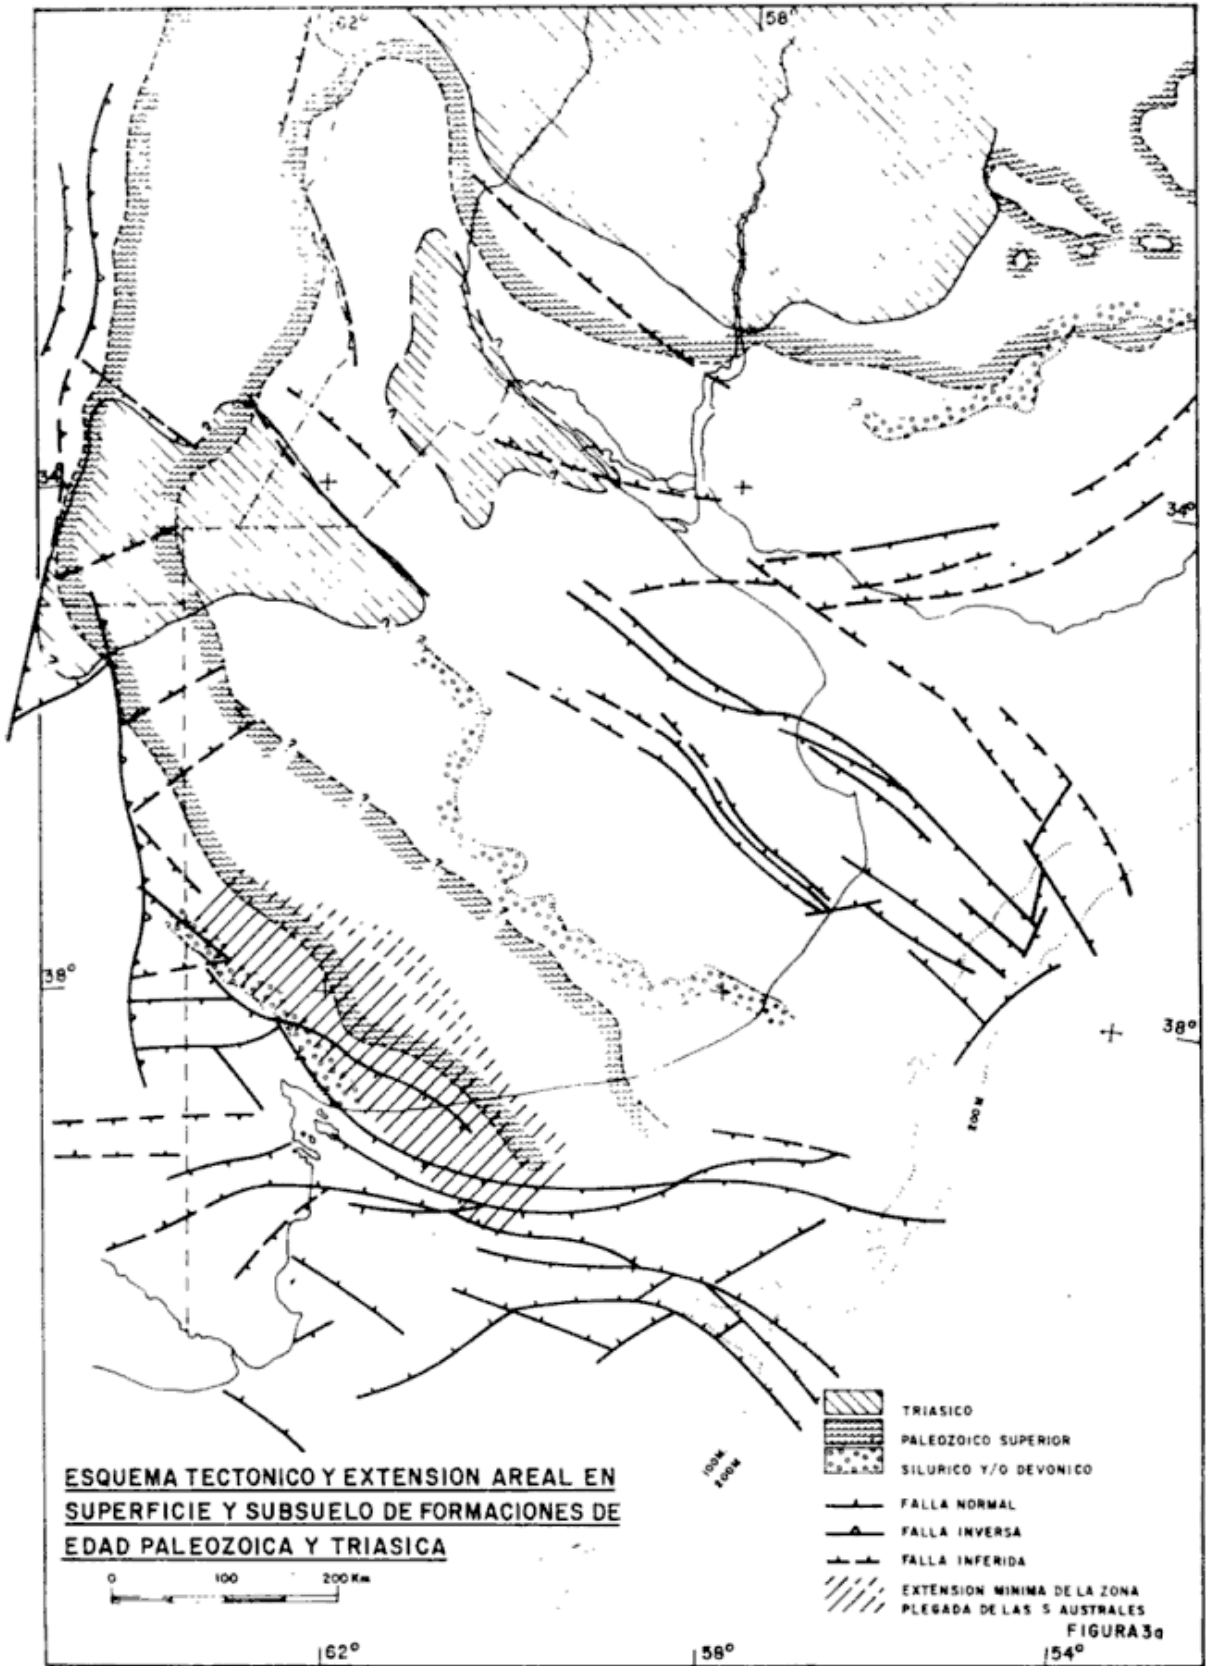 62°
58°
34°
34°
38°
38°
200 M
100M.
200M.
?
?
?
?
?
?
?
?
?
?
TRIASICO
PALEOZOICO SUPERIOR
SILURICO Y/O DEVONICO
FALLA NORMAL
FALLA INVERSA
FALLA INFERIDA
EXTENSION MINIMA DE LA ZONA
PLEGADA DE LAS S AUSTRALES
FIGURA 3a
ESQUEMA TECTONICO Y EXTENSION AREAL EN
SUPERFICIE Y SUBSUELO DE FORMACIONES DE
EDAD PALEOZOICA Y TRIASICA
0 100 200 Km
62°
58°
54°